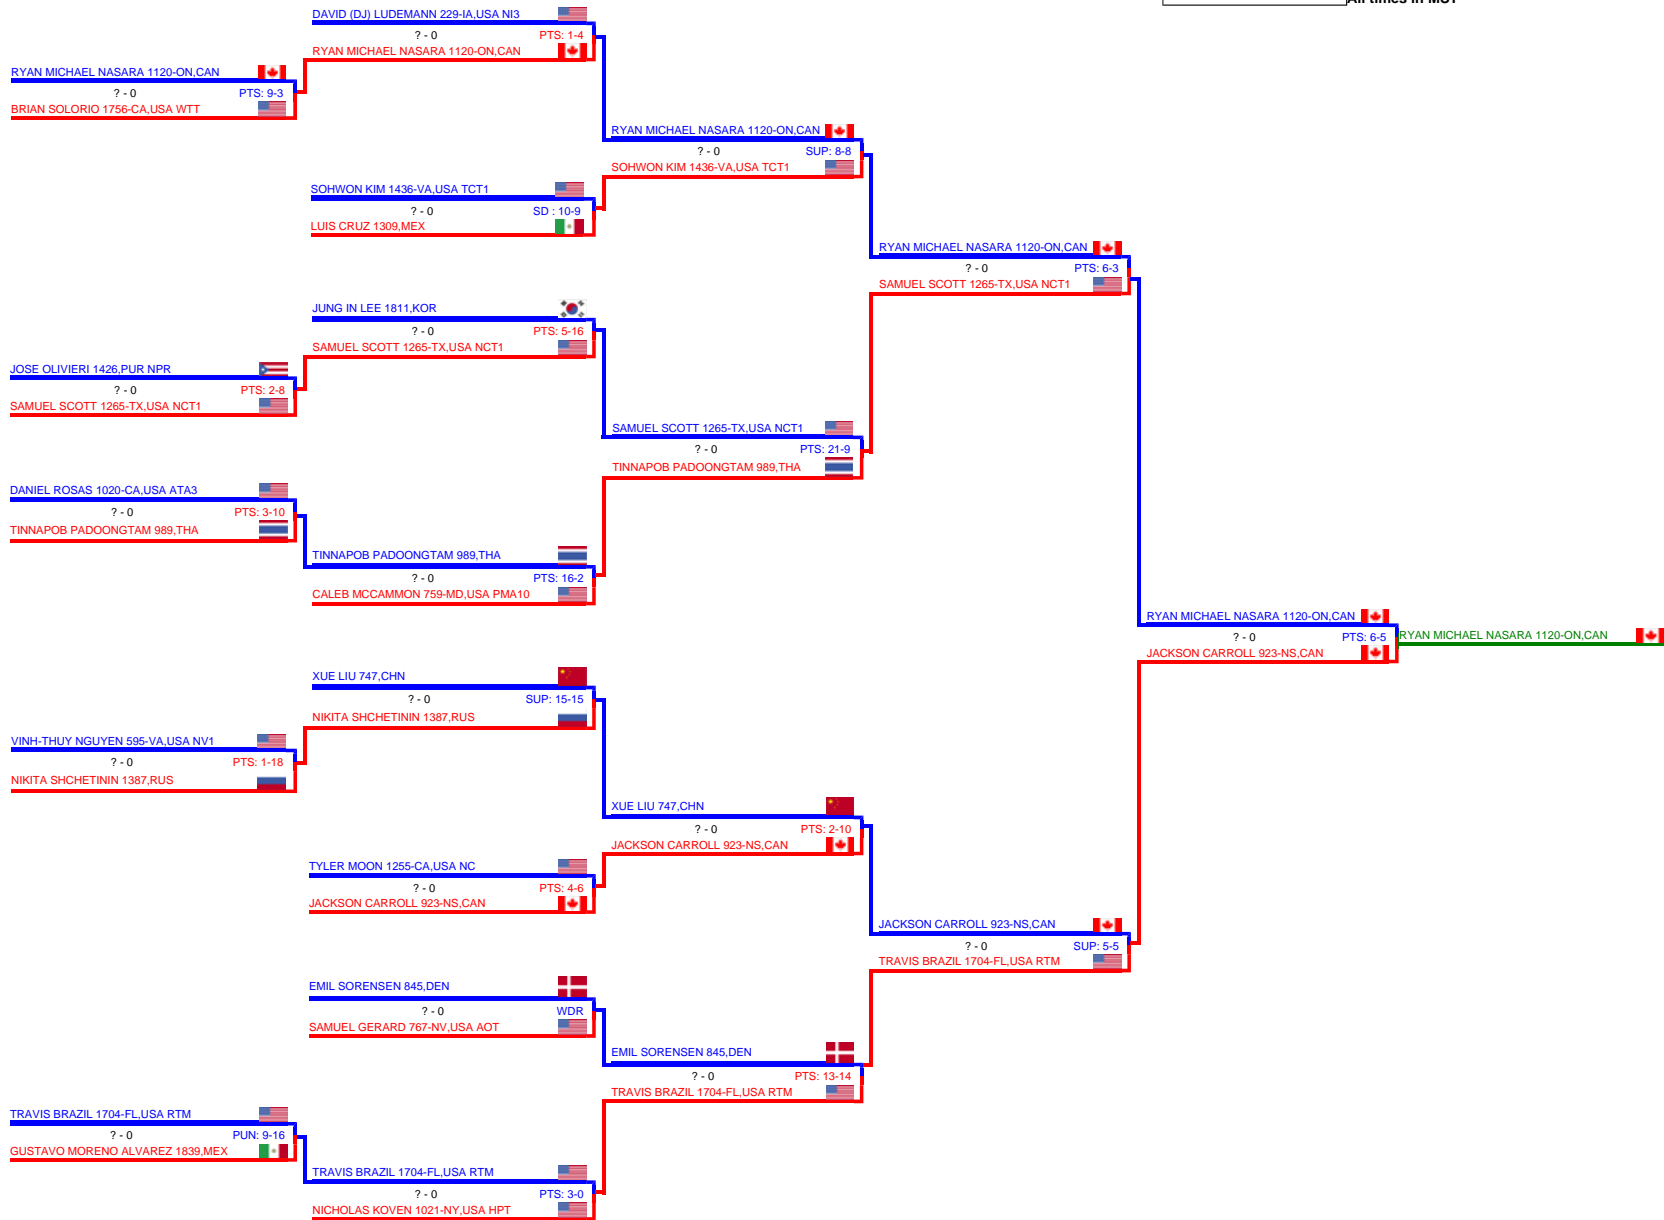 All times in MST
DAVID (DJ) LUDEMANN 229-IA,USA NI3
? - 0 PTS: 1-4
RYAN MICHAEL NASARA 1120-ON,CAN
RYAN MICHAEL NASARA 1120-ON,CAN
? - 0 PTS: 9-3
BRIAN SOLORIO 1756-CA,USA WTT
RYAN MICHAEL NASARA 1120-ON,CAN
? - 0 SUP: 8-8
SOHWON KIM 1436-VA,USA TCT1
SOHWON KIM 1436-VA,USA TCT1
? - 0 SD : 10-9
LUIS CRUZ 1309,MEX
RYAN MICHAEL NASARA 1120-ON,CAN
? - 0 PTS: 6-3
SAMUEL SCOTT 1265-TX,USA NCT1
JUNG IN LEE 1811,KOR
? - 0 PTS: 5-16
SAMUEL SCOTT 1265-TX,USA NCT1
JOSE OLIVIERI 1426,PUR NPR
? - 0 PTS: 2-8
SAMUEL SCOTT 1265-TX,USA NCT1
SAMUEL SCOTT 1265-TX,USA NCT1
? - 0 PTS: 21-9
TINNAPOB PADOONGTAM 989,THA
DANIEL ROSAS 1020-CA,USA ATA3
? - 0 PTS: 3-10
TINNAPOB PADOONGTAM 989,THA
TINNAPOB PADOONGTAM 989,THA
? - 0 PTS: 16-2
CALEB MCCAMMON 759-MD,USA PMA10
RYAN MICHAEL NASARA 1120-ON,CAN
? - 0 PTS: 6-5
JACKSON CARROLL 923-NS,CAN
RYAN MICHAEL NASARA 1120-ON,CAN
XUE LIU 747,CHN
? - 0 SUP: 15-15
NIKITA SHCHETININ 1387,RUS
VINH-THUY NGUYEN 595-VA,USA NV1
? - 0 PTS: 1-18
NIKITA SHCHETININ 1387,RUS
XUE LIU 747,CHN
? - 0 PTS: 2-10
JACKSON CARROLL 923-NS,CAN
TYLER MOON 1255-CA,USA NC
? - 0 PTS: 4-6
JACKSON CARROLL 923-NS,CAN
JACKSON CARROLL 923-NS,CAN
? - 0 SUP: 5-5
TRAVIS BRAZIL 1704-FL,USA RTM
EMIL SORENSEN 845,DEN
? - 0 WDR
SAMUEL GERARD 767-NV,USA AOT
EMIL SORENSEN 845,DEN
? - 0 PTS: 13-14
TRAVIS BRAZIL 1704-FL,USA RTM
TRAVIS BRAZIL 1704-FL,USA RTM
? - 0 PUN: 9-16
GUSTAVO MORENO ALVAREZ 1839,MEX
TRAVIS BRAZIL 1704-FL,USA RTM
? - 0 PTS: 3-0
NICHOLAS KOVEN 1021-NY,USA HPT